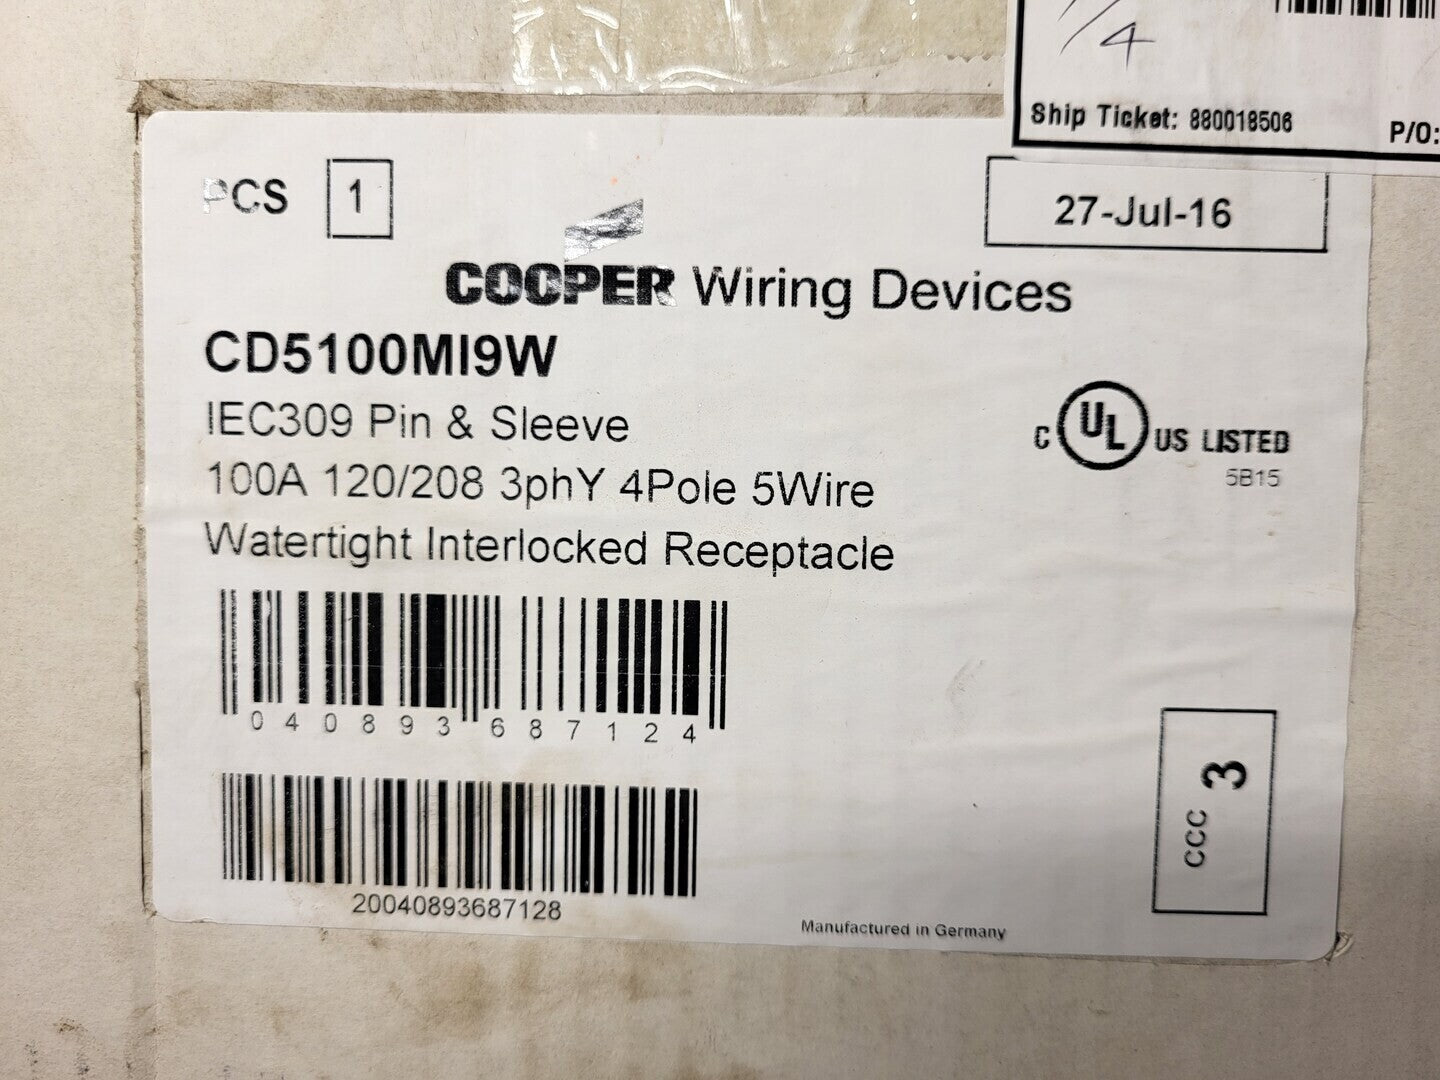 4
Ship Ticket: 880018506
P/O:
PCS 1
27-Jul-16
COOPER Wiring Devices
CD5100MI9W
IEC309 Pin & Sleeve
100A 120/208 3phY 4Pole 5Wire
Watertight Interlocked Receptacle
C UL US LISTED
5B15
0 40893 68712 4
20040893687128
CCC 3
Manufactured in Germany